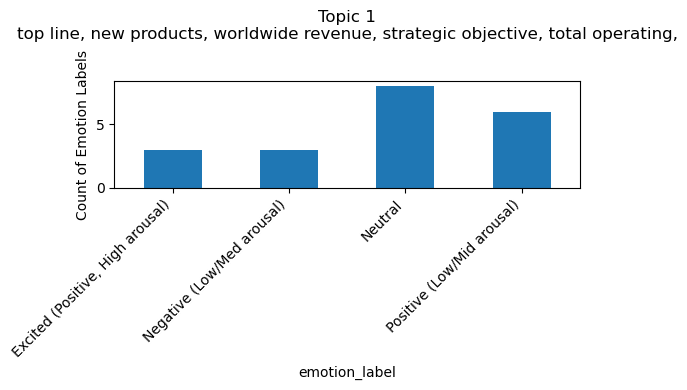 Topic 1
top line, new products, worldwide revenue, strategic objective, total operating,
Count of Emotion Labels
5
0
Excited (Positive, High arousal)
Negative (Low/Med arousal)
Neutral
Positive (Low/Mid arousal)
emotion_label